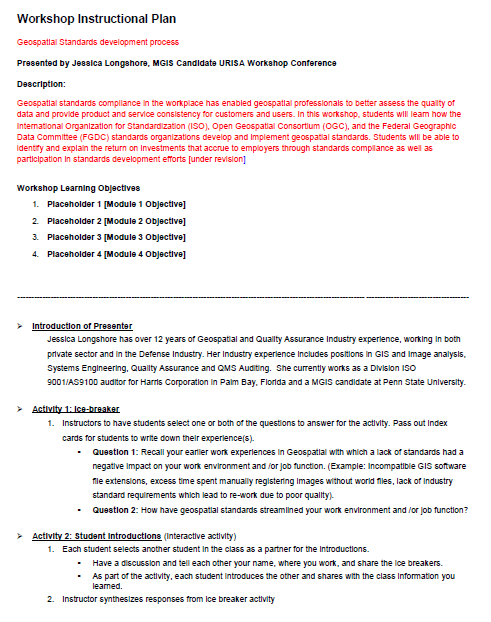 Workshop Instructional Plan
Geospatial Standards development process
Presented by Jessica Longshore, MGIS Candidate URISA Workshop Conference
Description:
Geospatial standards compliance in the workplace has enabled geospatial professionals to better assess the quality of
data and provide product and service consistency for customers and users. In this workshop, students will learn how the
International Organization for Standardization (ISO), Open Geospatial Consortium (OGC), and the Federal Geographic
Data Committee (FGDC) standards organizations develop and implement geospatial standards. Students will be able to
identify and explain the return on investments that accrue to employers through standards compliance as well as
participation in standards development efforts [under revision]
Workshop Learning Objectives
1. Placeholder 1 [Module 1 Objective]
2. Placeholder 2 [Module 2 Objective]
3. Placeholder 3 [Module 3 Objective]
4. Placeholder 4 [Module 4 Objective]
➢ Introduction of Presenter
Jessica Longshore has over 12 years of Geospatial and Quality Assurance industry experience, working in both
private sector and in the Defense Industry. Her industry experience includes positions in GIS and Image analysis,
Systems Engineering, Quality Assurance and QMS Auditing. She currently works as a Division ISO
9001/AS9100 auditor for Harris Corporation in Palm Bay, Florida and a MGIS candidate at Penn State University.
➢ Activity 1: Ice-breaker
1. Instructors to have students select one or both of the questions to answer for the activity. Pass out index
cards for students to write down their experience(s).
▪ Question 1: Recall your earlier work experiences in Geospatial with which a lack of standards had a
negative impact on your work environment and /or job function. (Example: Incompatible GIS software
file extensions, excess time spent manually registering images without world files, lack of industry
standard requirements which lead to re-work due to poor quality).
▪ Question 2: How have geospatial standards streamlined your work environment and /or job function?
➢ Activity 2: Student Introductions (Interactive activity)
1. Each student selects another student in the class as a partner for the introductions.
▪ Have a discussion and tell each other your name, where you work, and share the ice breakers.
▪ As part of the activity, each student introduces the other and shares with the class information you
learned.
2. Instructor synthesizes responses from ice breaker activity